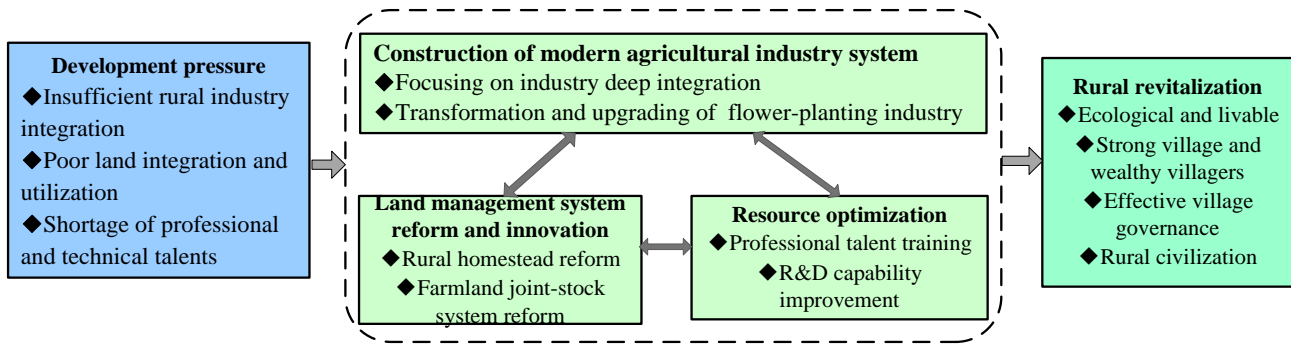 Development pressure
◆Insufficient rural industry
integration
◆Poor land integration and
utilization
◆Shortage of professional
and technical talents
Construction of modern agricultural industry system
◆Focusing on industry deep integration
◆Transformation and upgrading of flower-planting industry
Land management system
reform and innovation
◆Rural homestead reform
◆Farmland joint-stock
system reform
Resource optimization
◆Professional talent training
◆R&D capability
improvement
Rural revitalization
◆Ecological and livable
◆Strong village and
wealthy villagers
◆Effective village
governance
◆Rural civilization